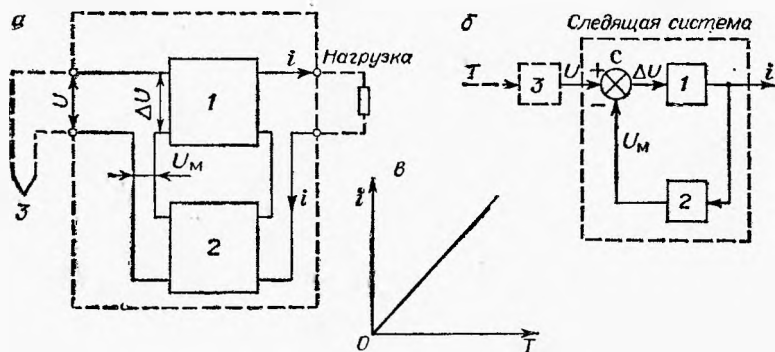 а
U
ΔU
1
i
Нагрузка
Uм
2
i
3
б
Следящая система
T
3
U
+
С
−
ΔU
1
i
Uм
2
в
i
0
T